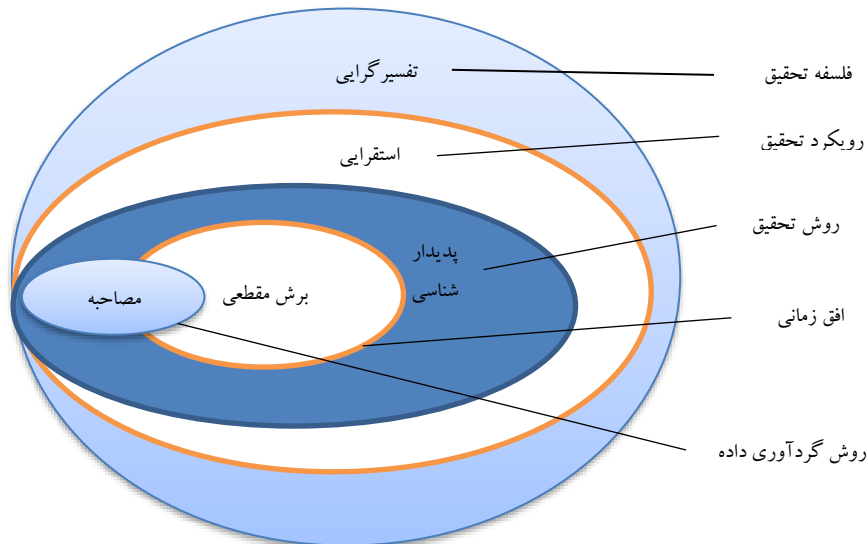 تفسیرگرایی
فلسفه تحقیق
استقرایی
رویکرد تحقیق
پدیدار
شناسی
روش تحقیق
برش مقطعی
افق زمانی
مصاحبه
روش گردآوری داده